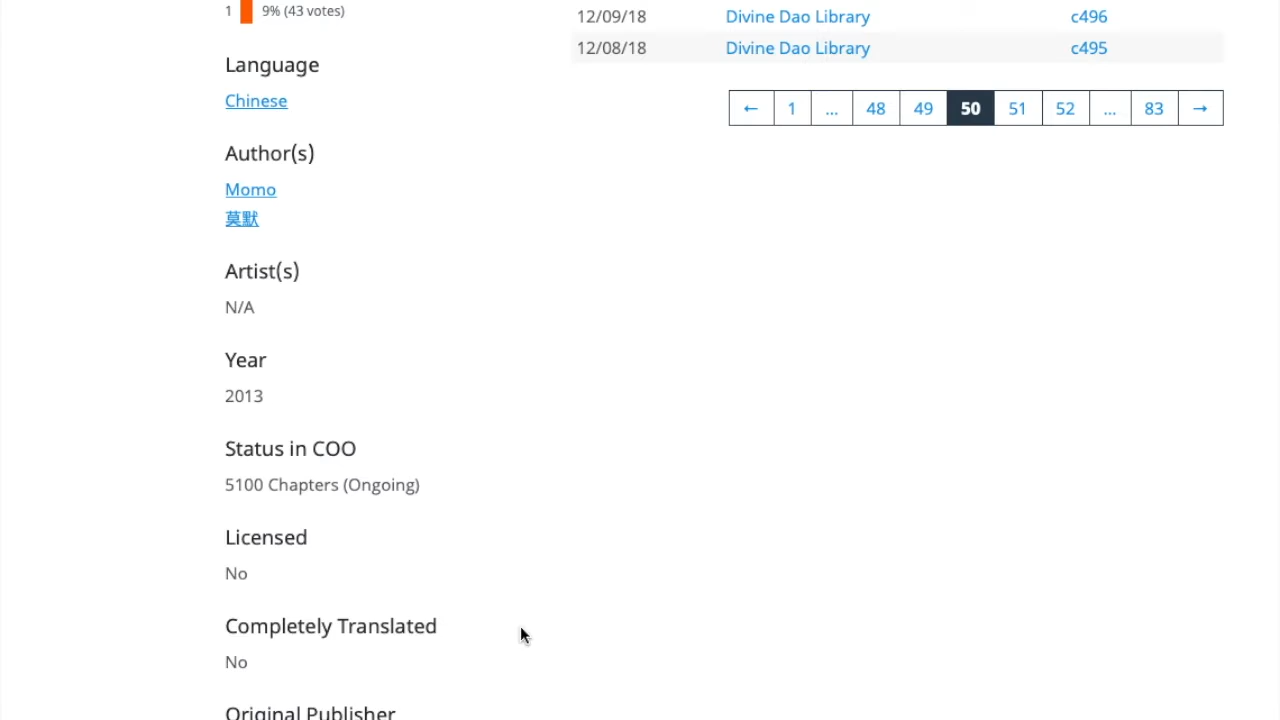 1 9% (43 votes)
Language
Chinese
Author(s)
Momo
莫默
Artist(s)
N/A
Year
2013
Status in COO
5100 Chapters (Ongoing)
Licensed
No
Completely Translated
No
Original Publisher
12/09/18 Divine Dao Library c496
12/08/18 Divine Dao Library c495
← 1 ... 48 49 50 51 52 ... 83 →